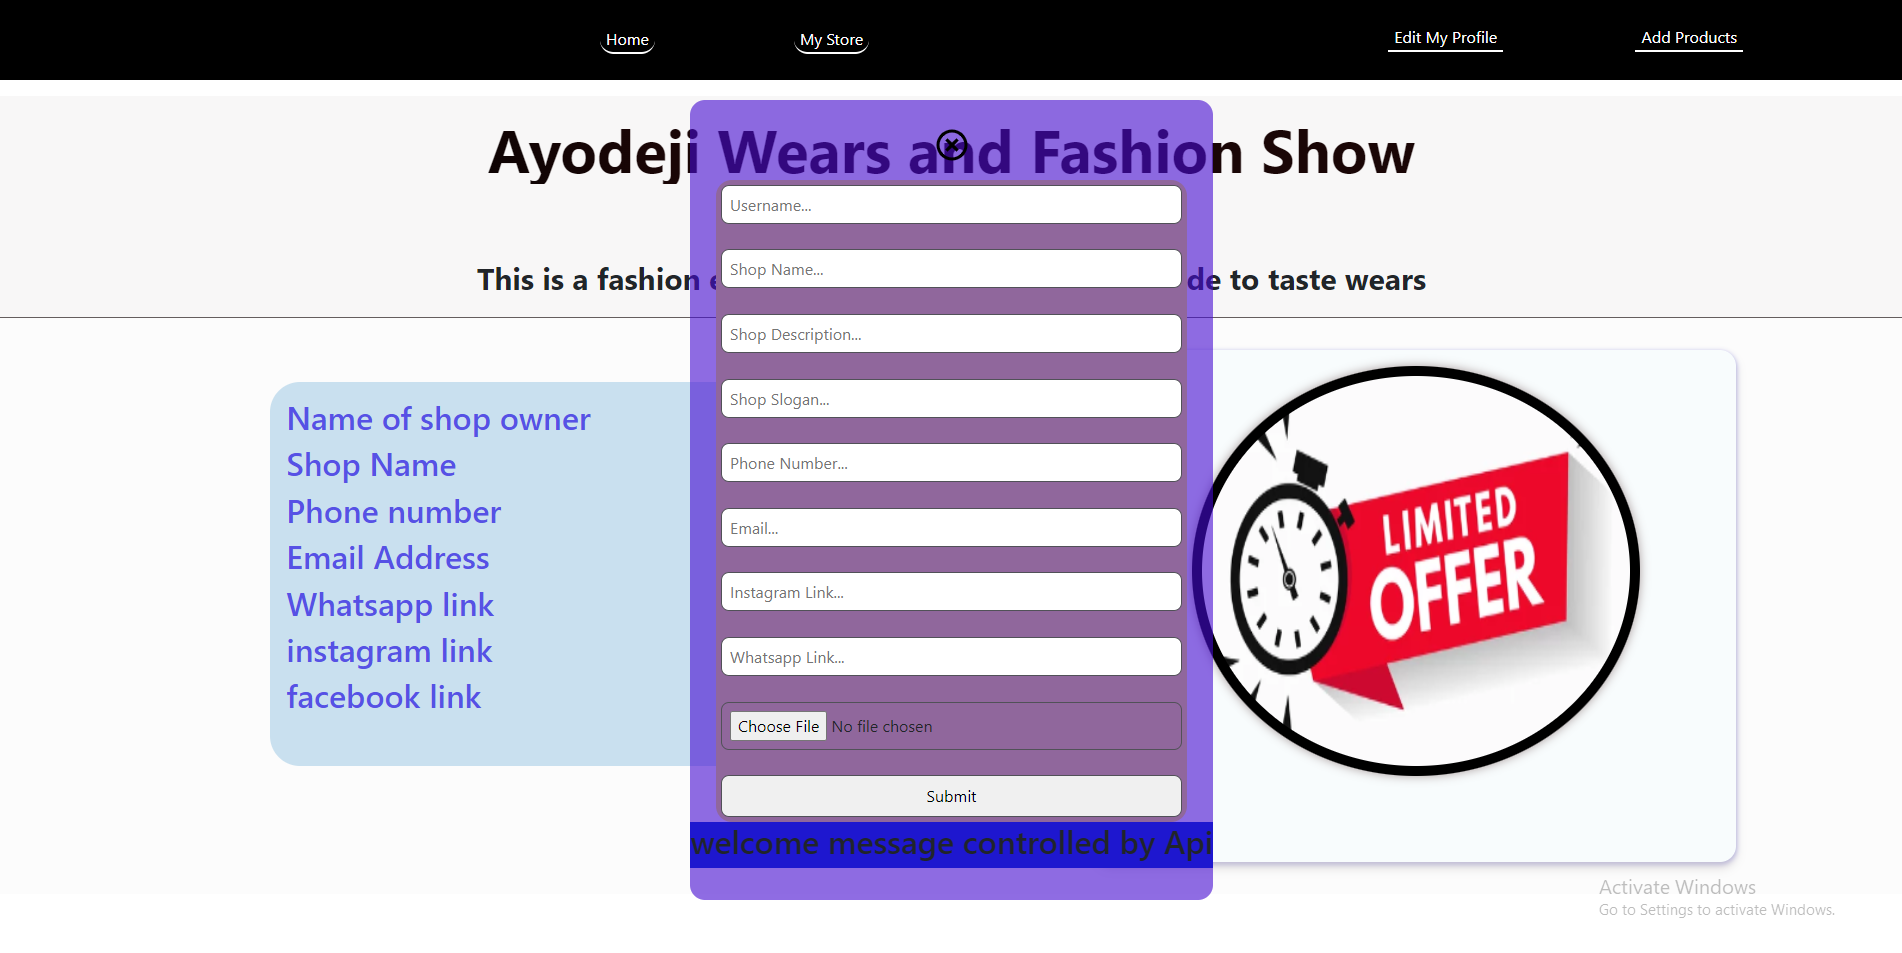 Home
My Store
Edit My Profile
Add Products
Ayodeji Wears and Fashion Show
Username...
Shop Name...
This is a fashion
de to taste wears
Shop Description...
Shop Slogan...
Phone Number...
Email...
Instagram Link...
Whatsapp Link...
Choose File No file chosen
Submit
welcome message controlled by Api
Name of shop owner
Shop Name
Phone number
Email Address
Whatsapp link
instagram link
facebook link
LIMITED
OFFER
Activate Windows
Go to Settings to activate Windows.